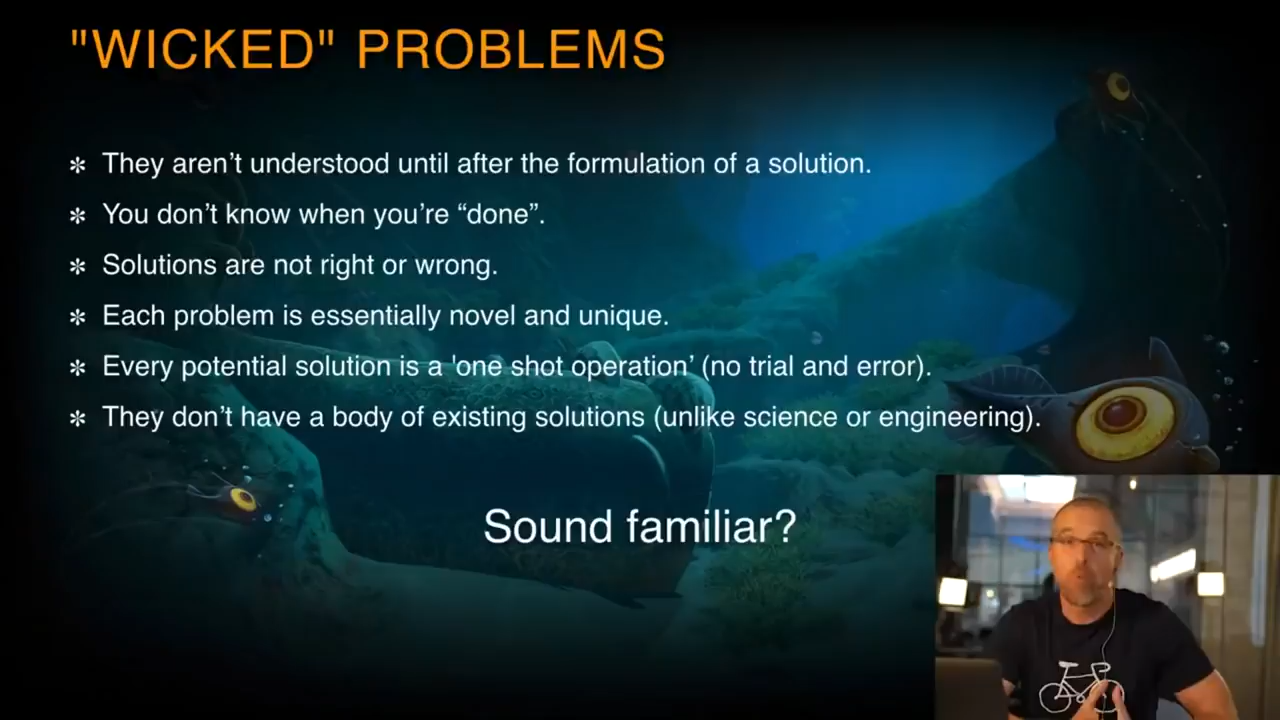 "WICKED" PROBLEMS
✼ They aren’t understood until after the formulation of a solution.
✼ You don’t know when you’re “done”.
✼ Solutions are not right or wrong.
✼ Each problem is essentially novel and unique.
✼ Every potential solution is a 'one shot operation’ (no trial and error).
✼ They don’t have a body of existing solutions (unlike science or engineering).
Sound familiar?